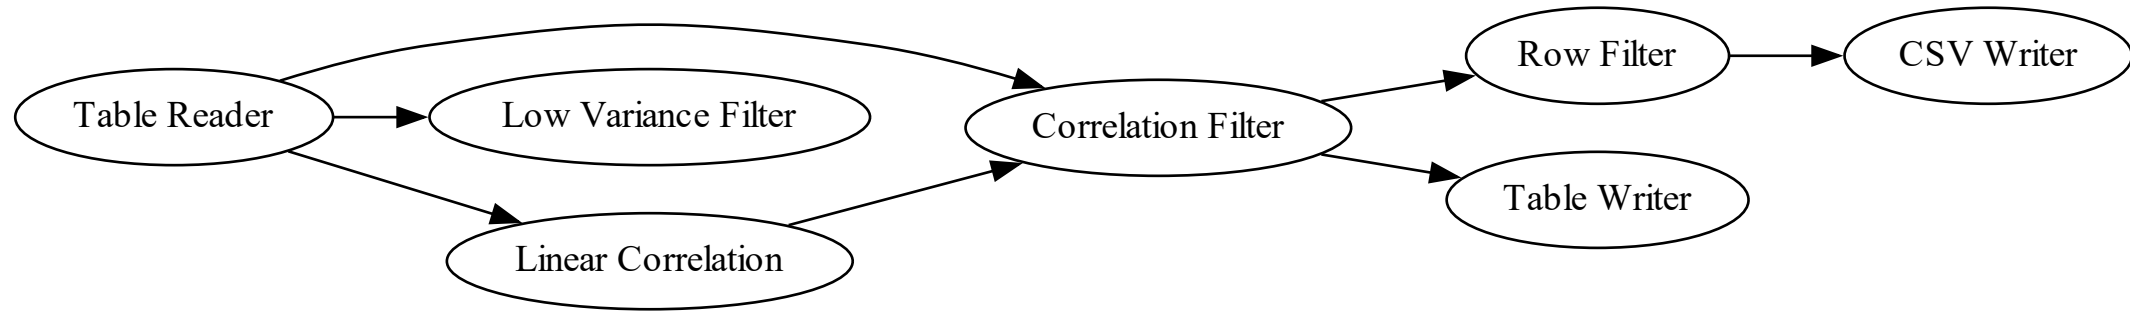 Table Reader
Low Variance Filter
Linear Correlation
Correlation Filter
Row Filter
Table Writer
CSV Writer